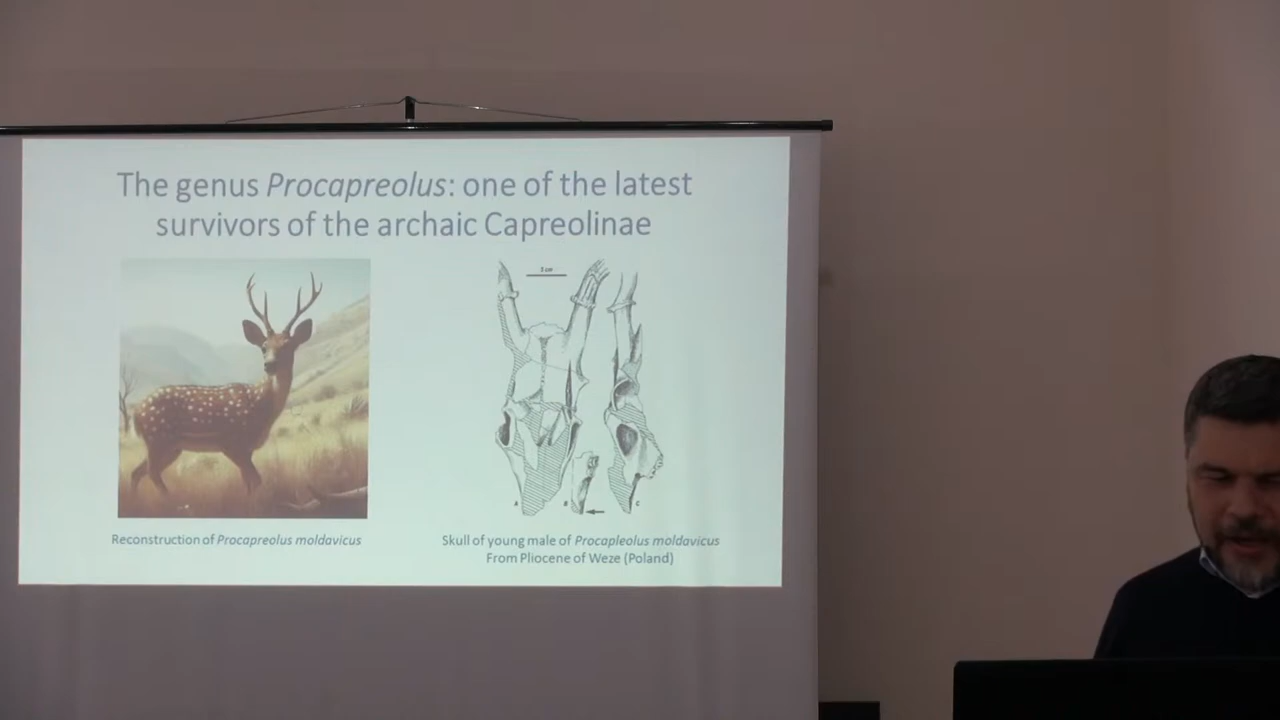 The genus Procapreolus: one of the latest
survivors of the archaic Capreolinae
Reconstruction of Procapreolus moldavicus
Skull of young male of Procapleolus moldavicus
From Pliocene of Weze (Poland)
A
B
C